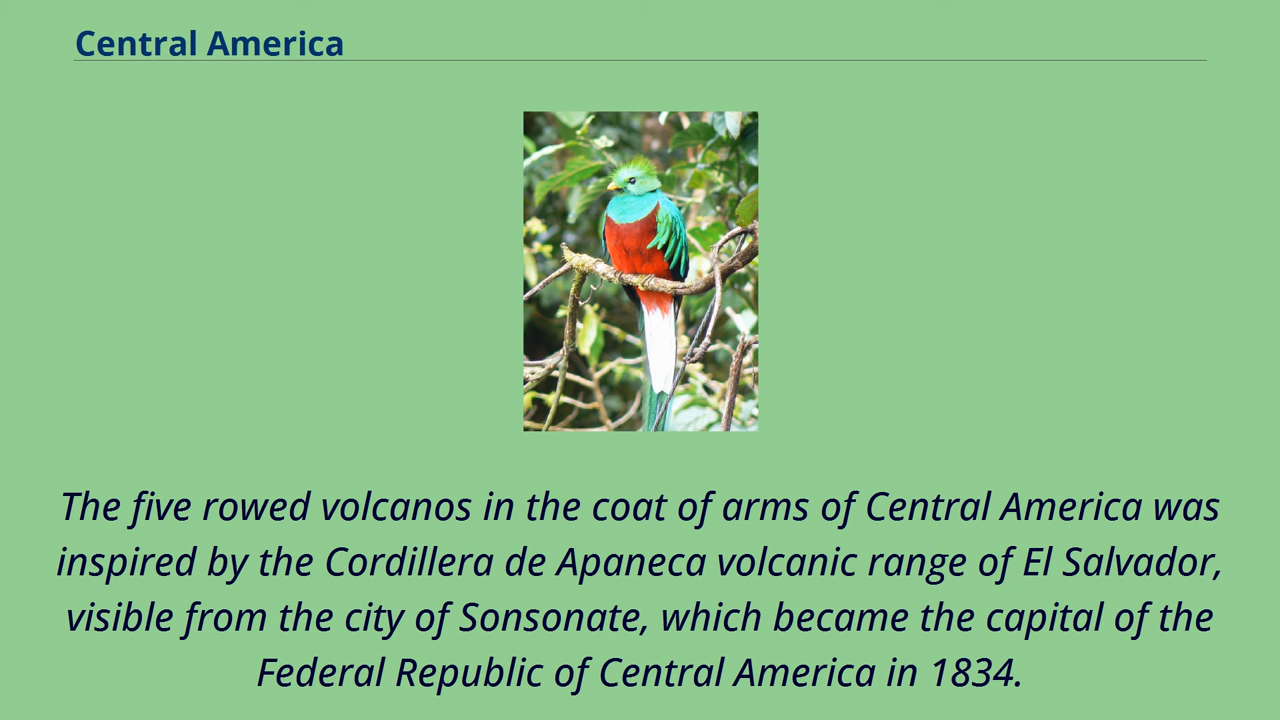 Central America
The five rowed volcanos in the coat of arms of Central America was
inspired by the Cordillera de Apaneca volcanic range of El Salvador,
visible from the city of Sonsonate, which became the capital of the
Federal Republic of Central America in 1834.